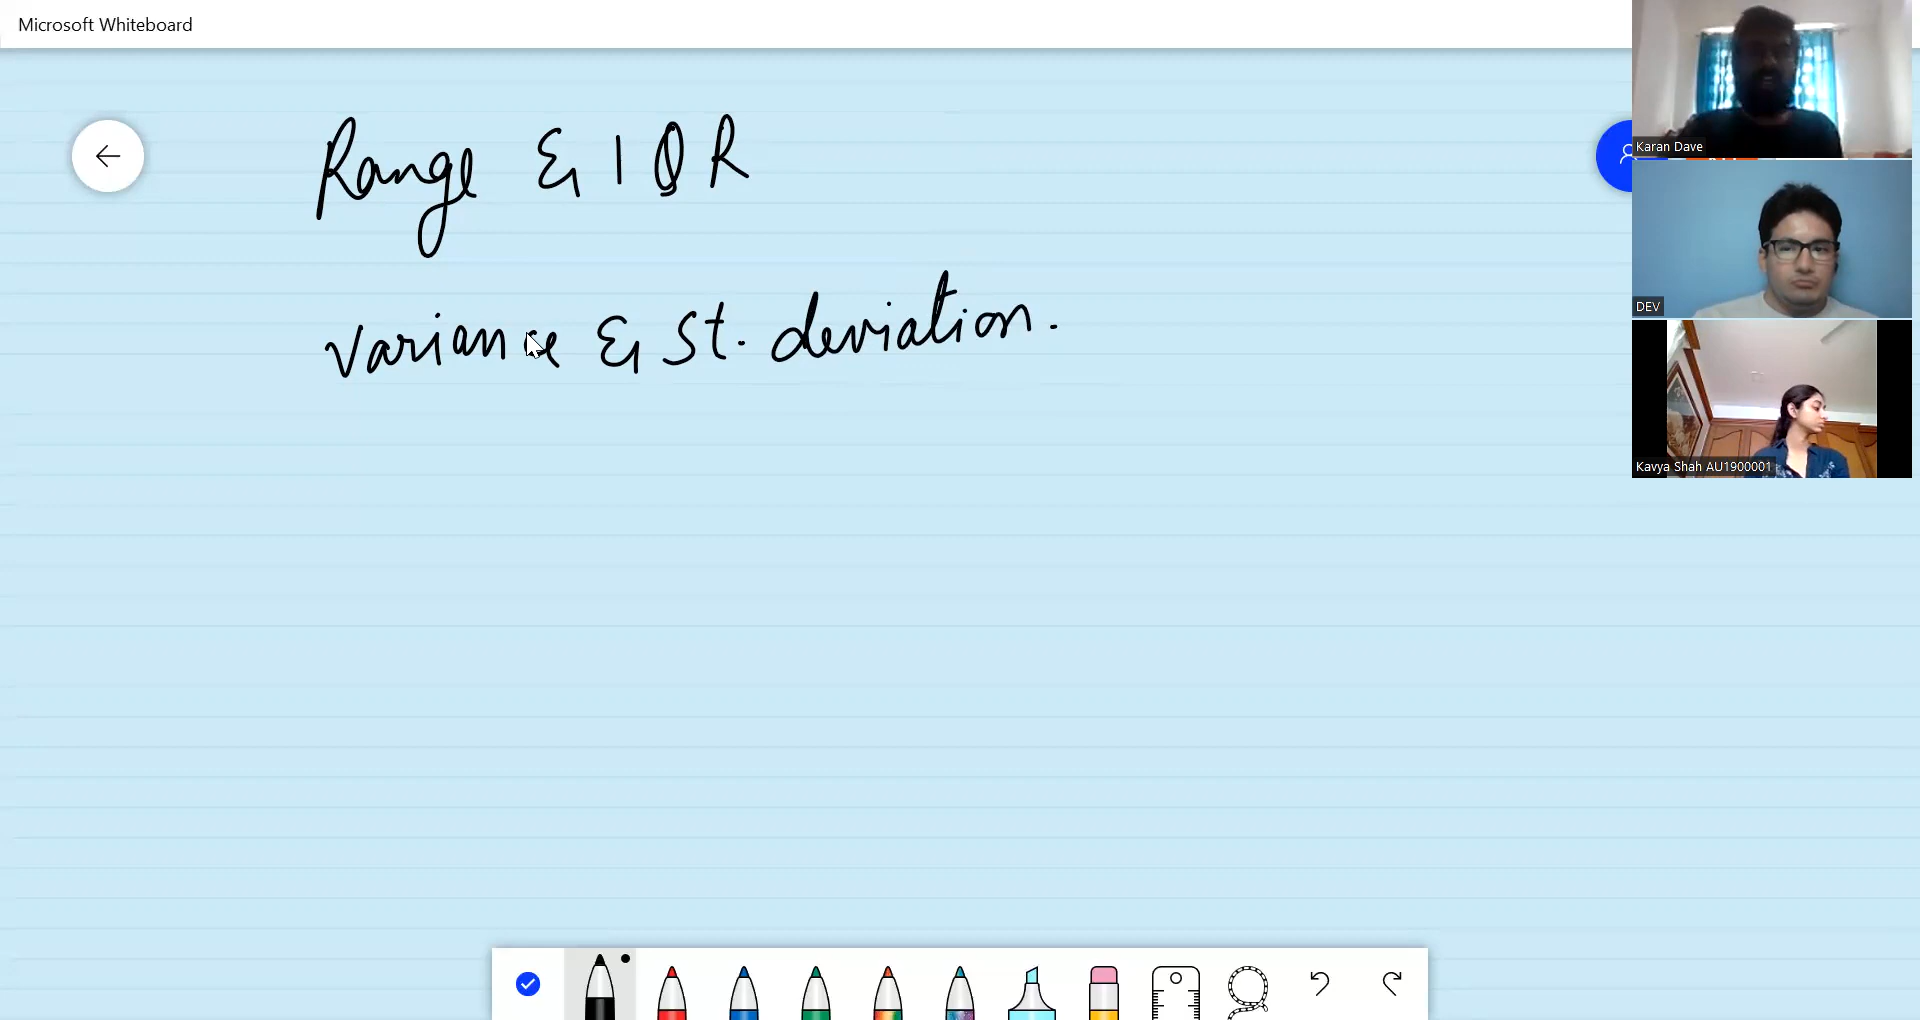 Microsoft Whiteboard
Range & IQR
Variance & St. deviation.
Karan Dave
DEV
Kavya Shah AU1900001